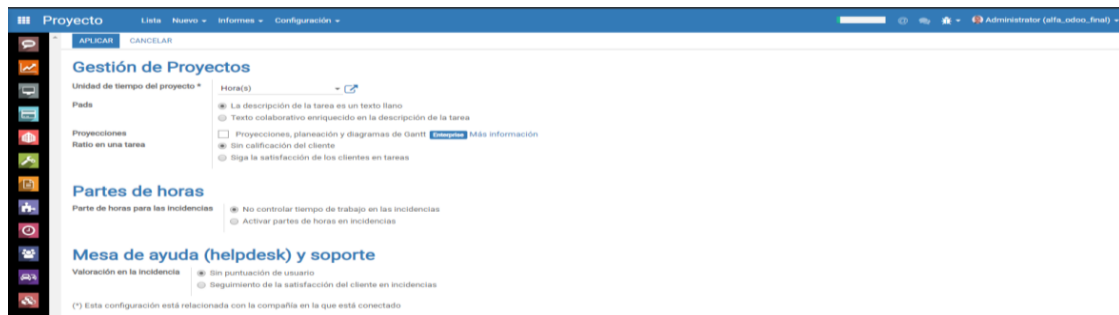 Proyecto Lista Nuevo Informes Configuración Administrator (alfa_odoo_final)
APLICAR CANCELAR
Gestión de Proyectos
Unidad de tiempo del proyecto * Hora(s)
Pads La descripción de la tarea es un texto llano
Texto colaborativo enriquecido en la descripción de la tarea
Proyecciones Proyecciones, planeación y diagramas de Gantt Enterprise Más información
Ratio en una tarea Sin calificación del cliente
Siga la satisfacción de los clientes en tareas
Partes de horas
Parte de horas para las incidencias No controlar tiempo de trabajo en las incidencias
Activar partes de horas en incidencias
Mesa de ayuda (helpdesk) y soporte
Valoración en la incidencia Sin puntuación de usuario
Seguimiento de la satisfacción del cliente en incidencias
(*) Esta configuración está relacionada con la compañía en la que está conectado